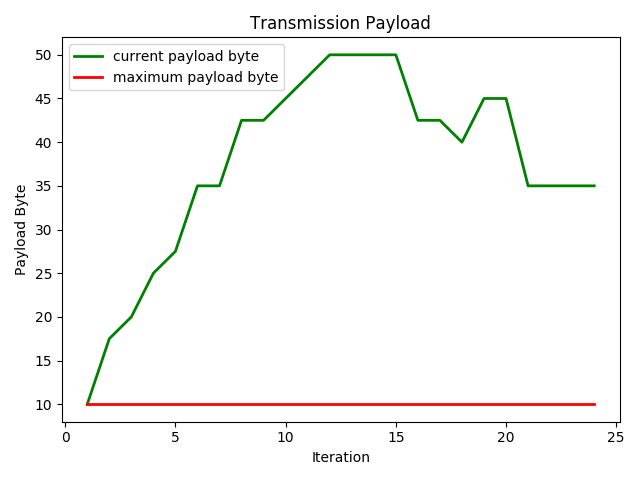 Transmission Payload
current payload byte
maximum payload byte
50
45
40
35
30
25
20
15
10
Payload Byte
0 5 10 15 20 25
Iteration